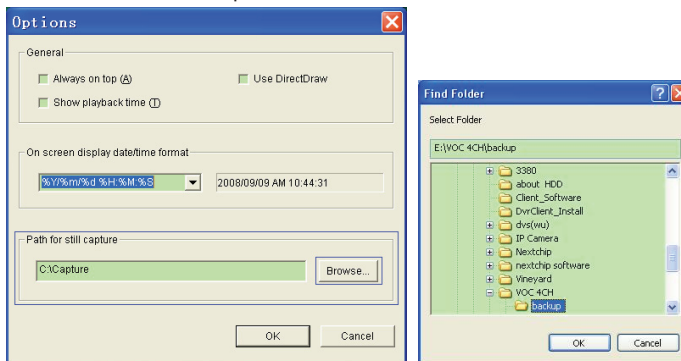 Options
General
Always on top (A)
Use DirectDraw
Show playback time (T)
On screen display date/time format
%Y/%m/%d %H:%M:%S
2008/09/09 AM 10:44:31
Path for still capture
C:\Capture
Browse...
OK
Cancel
Find Folder
Select Folder
E:\VOC 4CH\backup
3380
about HDD
Client_Software
DvrClient_Install
dvs(wu)
IP Camera
Nextchip
nextchip software
Vineyard
VOC 4CH
backup
OK
Cancel